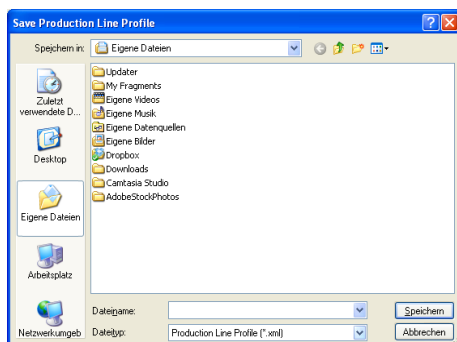 Save Production Line Profile
Speichern in:
Eigene Dateien
Zuletzt
verwendete D...
Desktop
Eigene Dateien
Arbeitsplatz
Netzwerkumgeb
Updater
My Fragments
Eigene Videos
Eigene Musik
Eigene Datenquellen
Eigene Bilder
Dropbox
Downloads
Camtasia Studio
AdobeStockPhotos
Dateiname:
Speichern
Dateityp:
Production Line Profile (*.xml)
Abbrechen